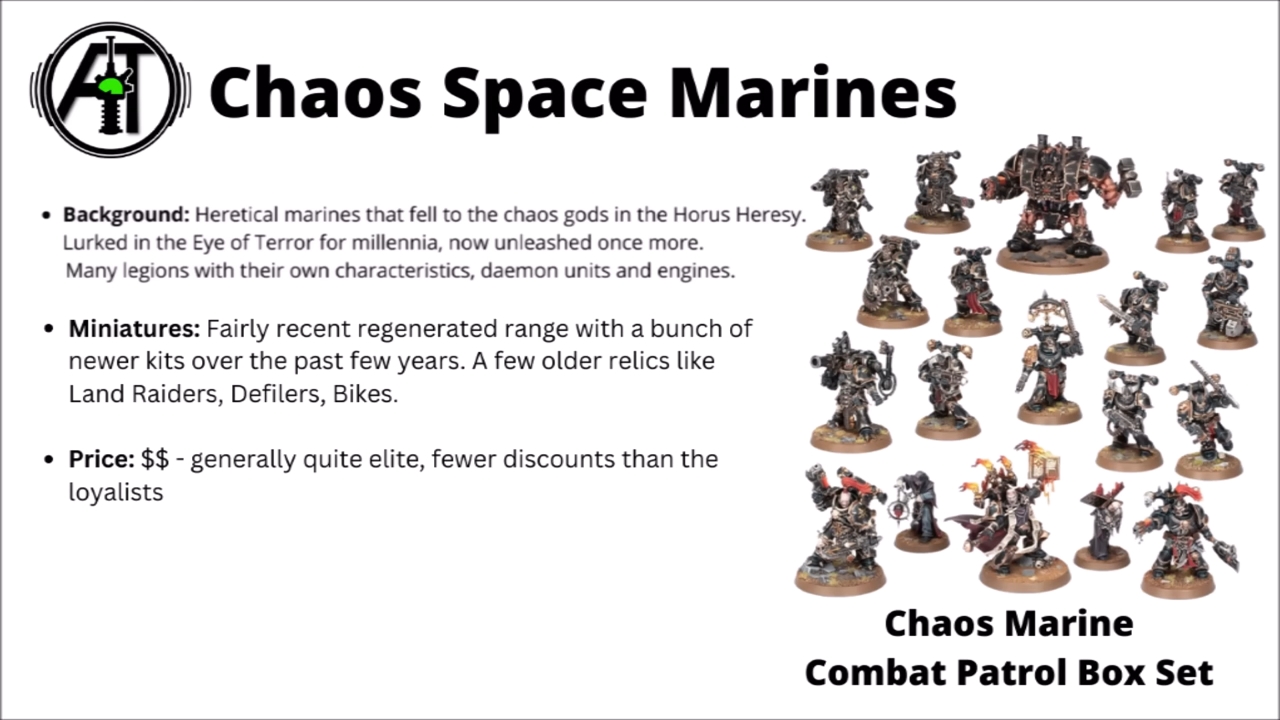 AT
Chaos Space Marines
• Background: Heretical marines that fell to the chaos gods in the Horus Heresy.
Lurked in the Eye of Terror for millennia, now unleashed once more.
Many legions with their own characteristics, daemon units and engines.
• Miniatures: Fairly recent regenerated range with a bunch of
newer kits over the past few years. A few older relics like
Land Raiders, Defilers, Bikes.
• Price: $$ - generally quite elite, fewer discounts than the
loyalists
Chaos Marine
Combat Patrol Box Set